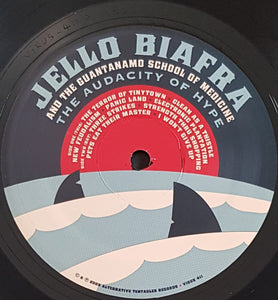 JELLO BIAFRA
AND THE GUANTANAMO SCHOOL OF MEDICINE
THE AUDACITY OF HYPE
THE TERROR OF TINYTOWN CLEAN AS A THISTLE
NEW FEUDALISM PANIC LAND ELECTRONIC PLANTATION
THREE STRIKES STRENGTH THRU SHOPPING
PETS EAT THEIR MASTER I WON'T GIVE UP
© ℗ 2009 ALTERNATIVE TENTACLES RECORDS - VIRUS 411